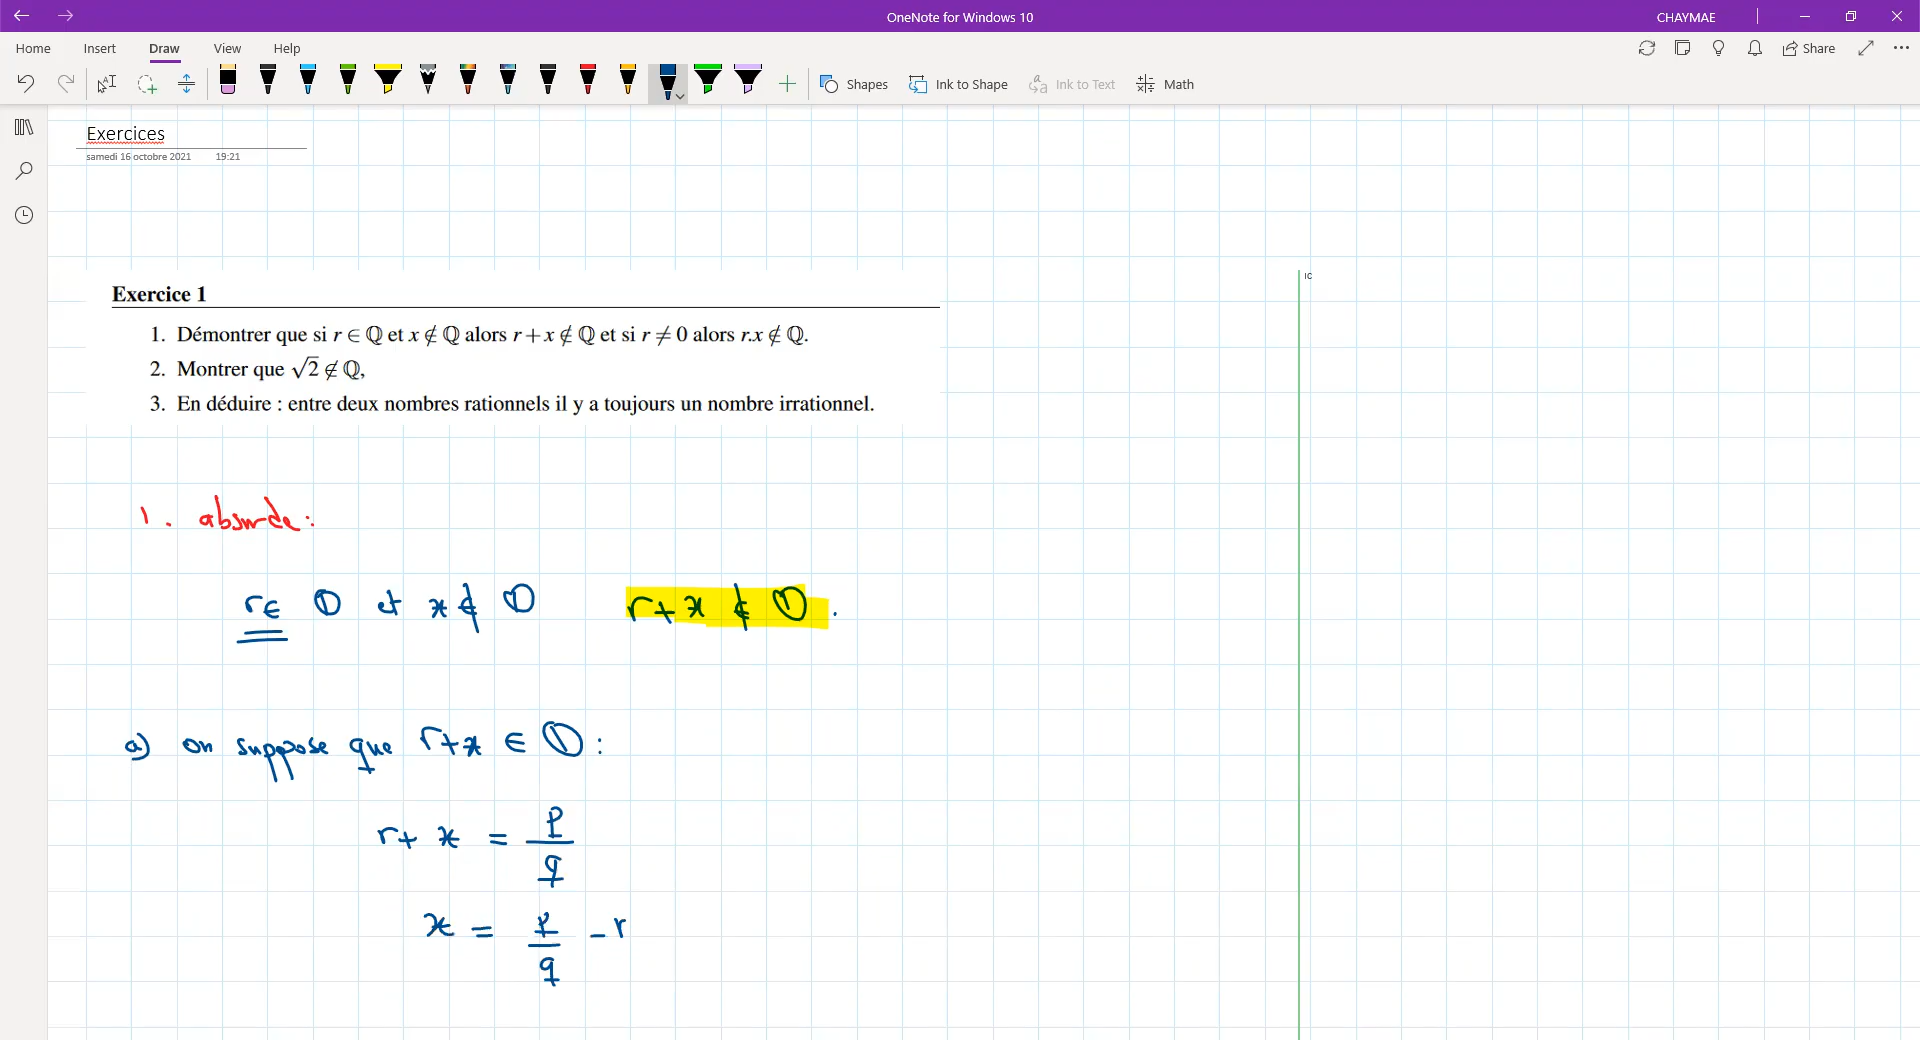 OneNote for Windows 10
CHAYMAE
Home Insert Draw View Help
Share
Shapes Ink to Shape Ink to Text Math
Exercices
samedi 16 octobre 2021 19:21
IC
Exercice 1
1. Démontrer que si r ∈ ℚ et x ∉ ℚ alors r+x ∉ ℚ et si r ≠ 0 alors r.x ∉ ℚ.
2. Montrer que √2 ∉ ℚ,
3. En déduire : entre deux nombres rationnels il y a toujours un nombre irrationnel.
1. absurde:
r ∈ ℚ et x ∉ ℚ r+x ∉ ℚ.
a) on suppose que r+x ∈ ℚ :
r+x = p/q
x = p/q - r